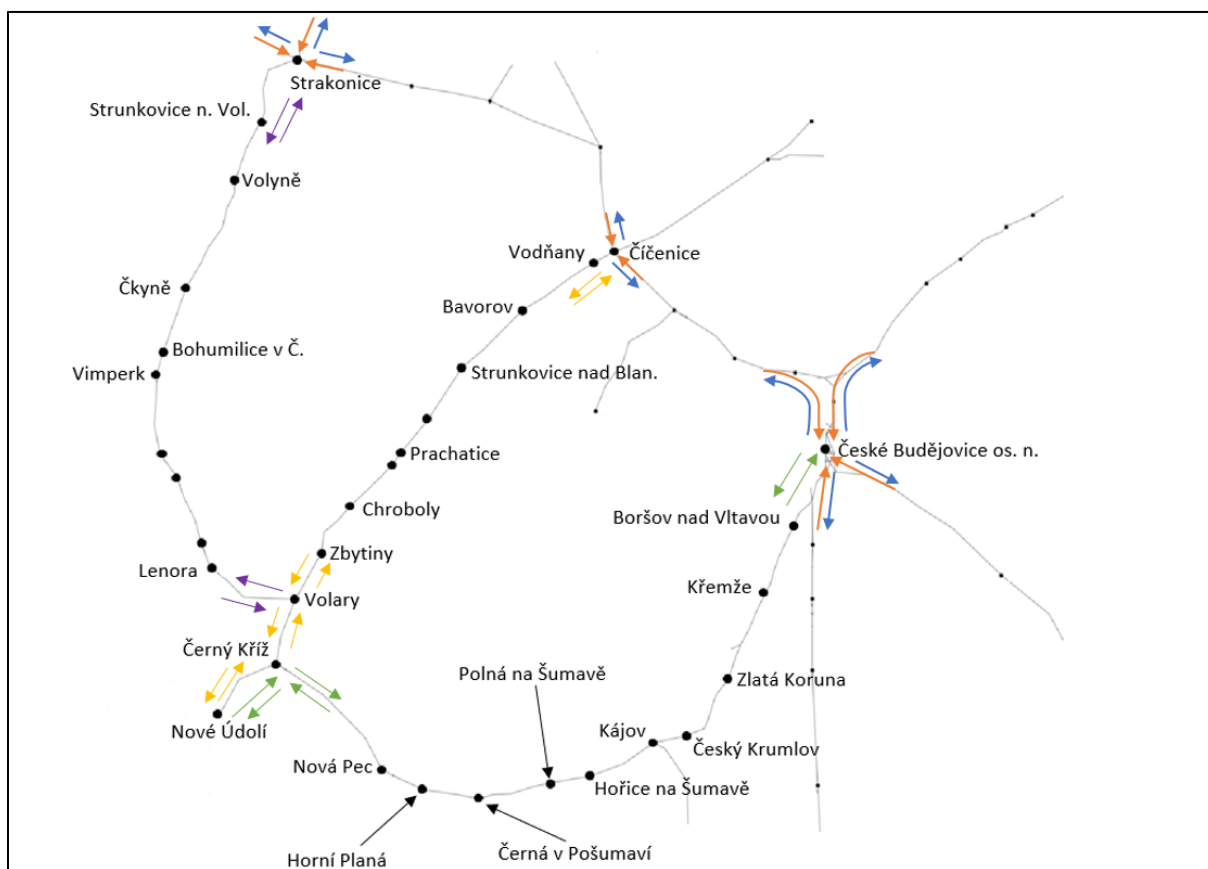 Strakonice
Strunkovice n. Vol.
Volyně
Vodňany
Číčenice
Čkyně
Bavorov
Bohumilice v Č.
Vimperk
Strunkovice nad Blan.
Prachatice
České Budějovice os. n.
Chroboly
Boršov nad Vltavou
Zbytiny
Lenora
Křemže
Volary
Černý Kříž
Polná na Šumavě
Zlatá Koruna
Nové Údolí
Kájov
Český Krumlov
Nová Pec
Hořice na Šumavě
Černá v Pošumaví
Horní Planá